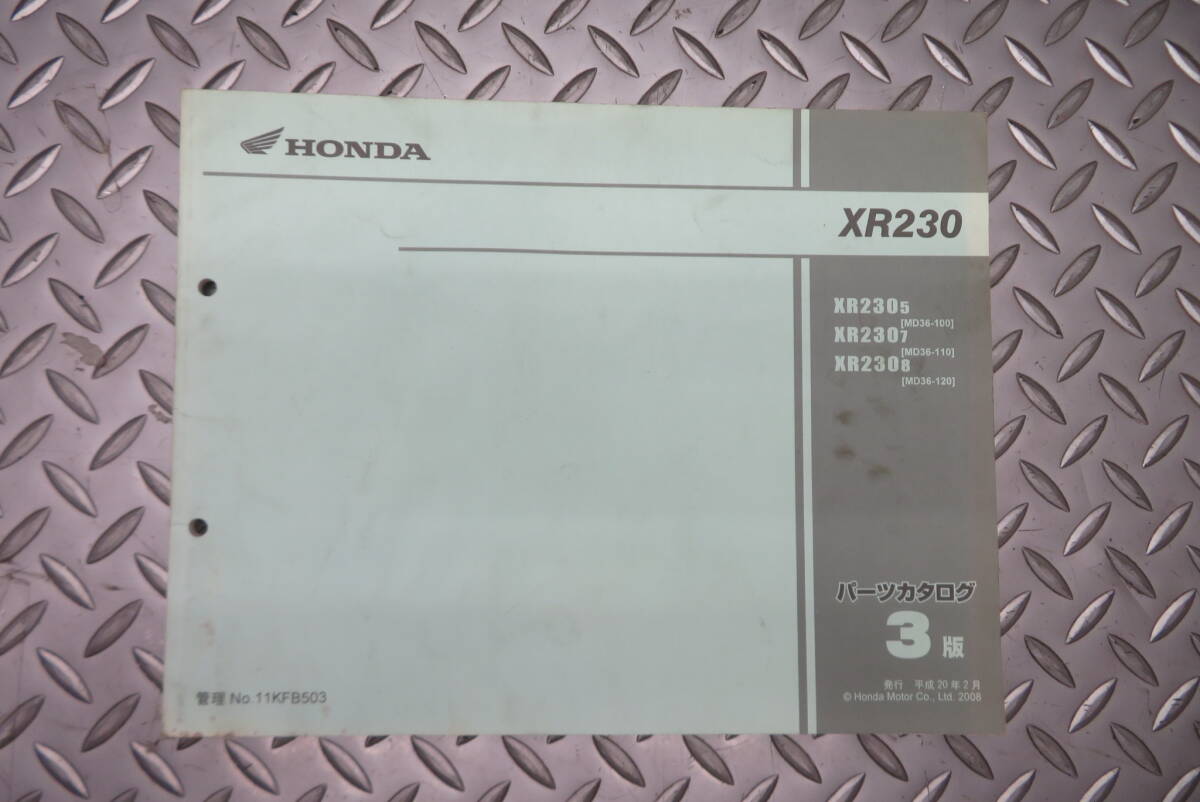 HONDA
XR230
XR2305
[MD36-100]
XR2307
[MD36-110]
XR2308
[MD36-120]
パーツカタログ
3版
発行 平成20年2月
© Honda Motor Co., Ltd. 2008
管理 No.11KFB503